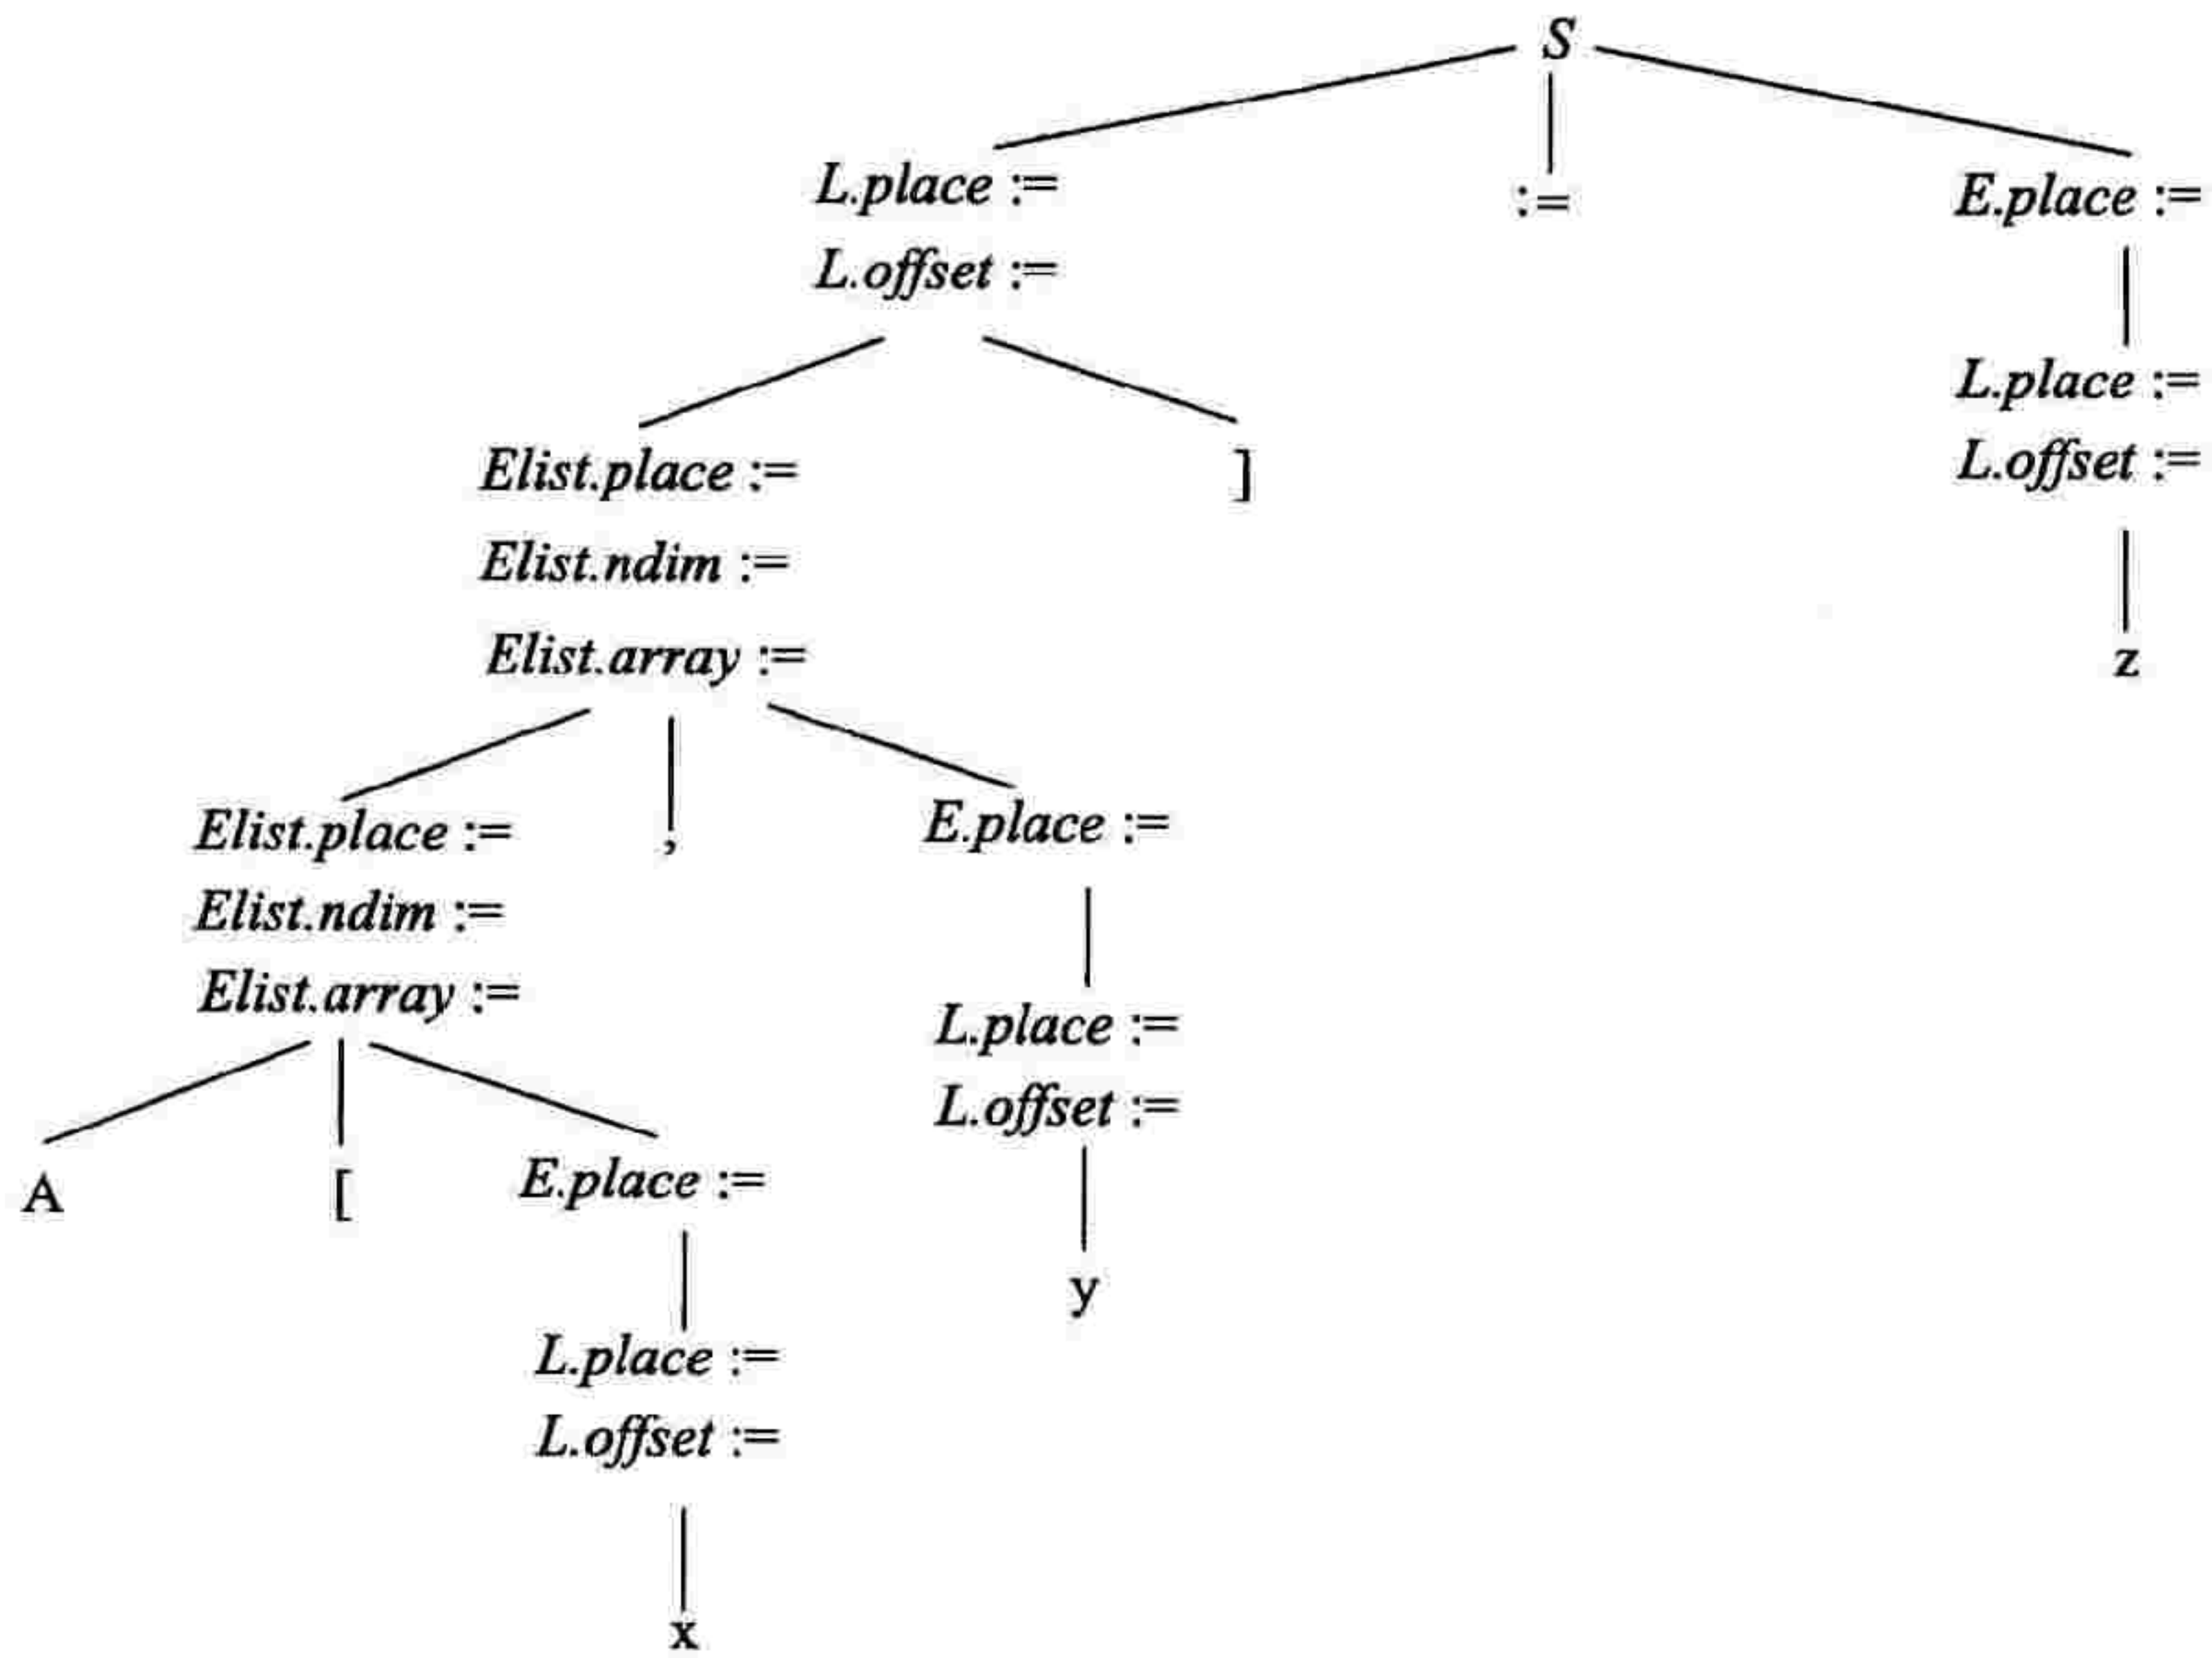 S
L.place :=
L.offset :=
:=
E.place :=
L.place :=
L.offset :=
z
Elist.place :=
Elist.ndim :=
Elist.array :=
]
Elist.place :=
Elist.ndim :=
Elist.array :=
,
E.place :=
L.place :=
L.offset :=
y
A
[
E.place :=
L.place :=
L.offset :=
x